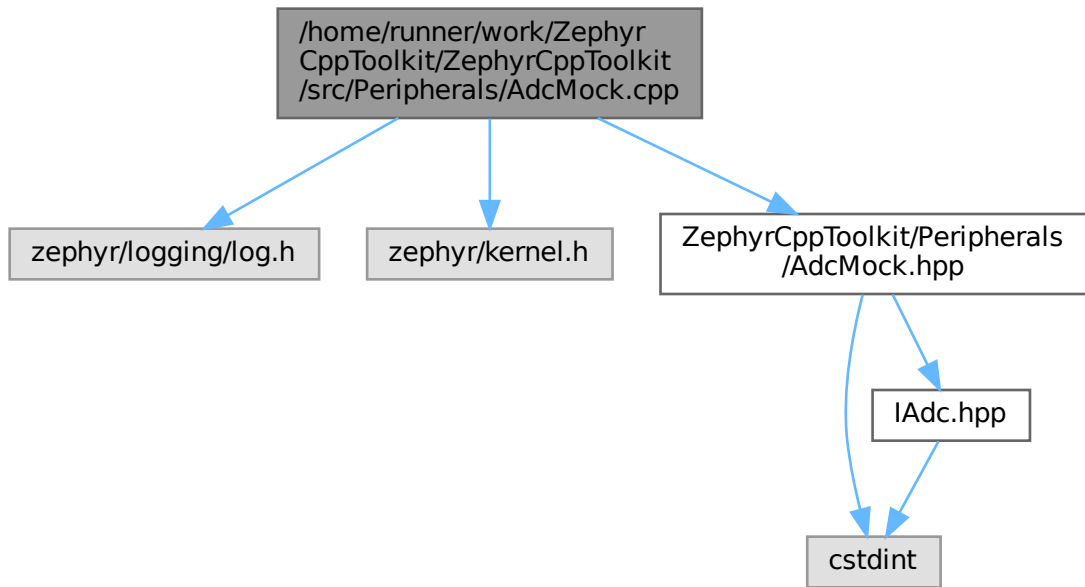 /home/runner/work/Zephyr
CppToolkit/ZephyrCppToolkit
/src/Peripherals/AdcMock.cpp
zephyr/logging/log.h
zephyr/kernel.h
ZephyrCppToolkit/Peripherals
/AdcMock.hpp
IAdc.hpp
cstdint